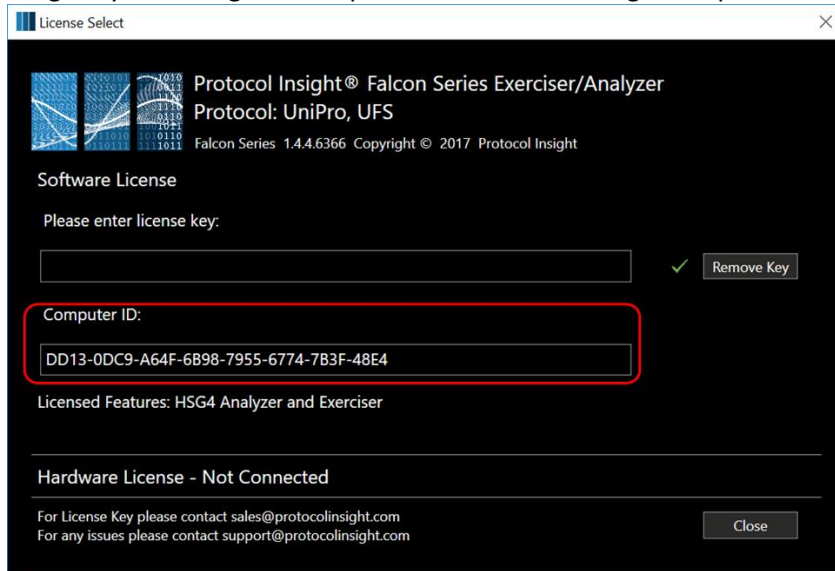 License Select
Protocol Insight® Falcon Series Exerciser/Analyzer
Protocol: UniPro, UFS
Falcon Series 1.4.4.6366 Copyright © 2017 Protocol Insight
Software License
Please enter license key:
Remove Key
Computer ID:
DD13-0DC9-A64F-6B98-7955-6774-7B3F-48E4
Licensed Features: HSG4 Analyzer and Exerciser
Hardware License - Not Connected
For License Key please contact sales@protocolinsight.com
For any issues please contact support@protocolinsight.com
Close